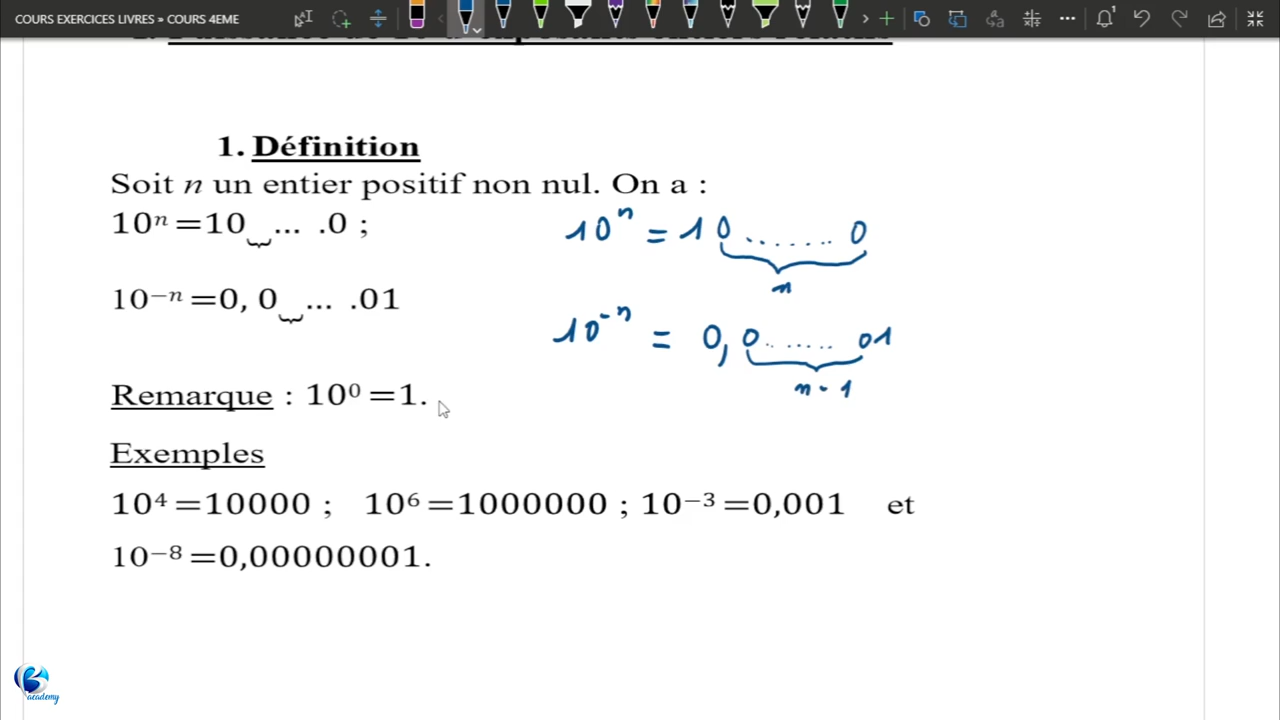 COURS EXERCICES LIVRES » COURS 4EME
1. Définition
Soit n un entier positif non nul. On a :
10ⁿ =10 ... .0 ;
10ⁿ = 10.......0
n
10⁻ⁿ =0, 0 ... .01
10⁻ⁿ = 0,0.......01
n-1
Remarque : 10⁰ =1.
Exemples
10⁴ =10000 ; 10⁶ =1000000 ; 10⁻³ =0,001 et
10⁻⁸ =0,00000001.
academy